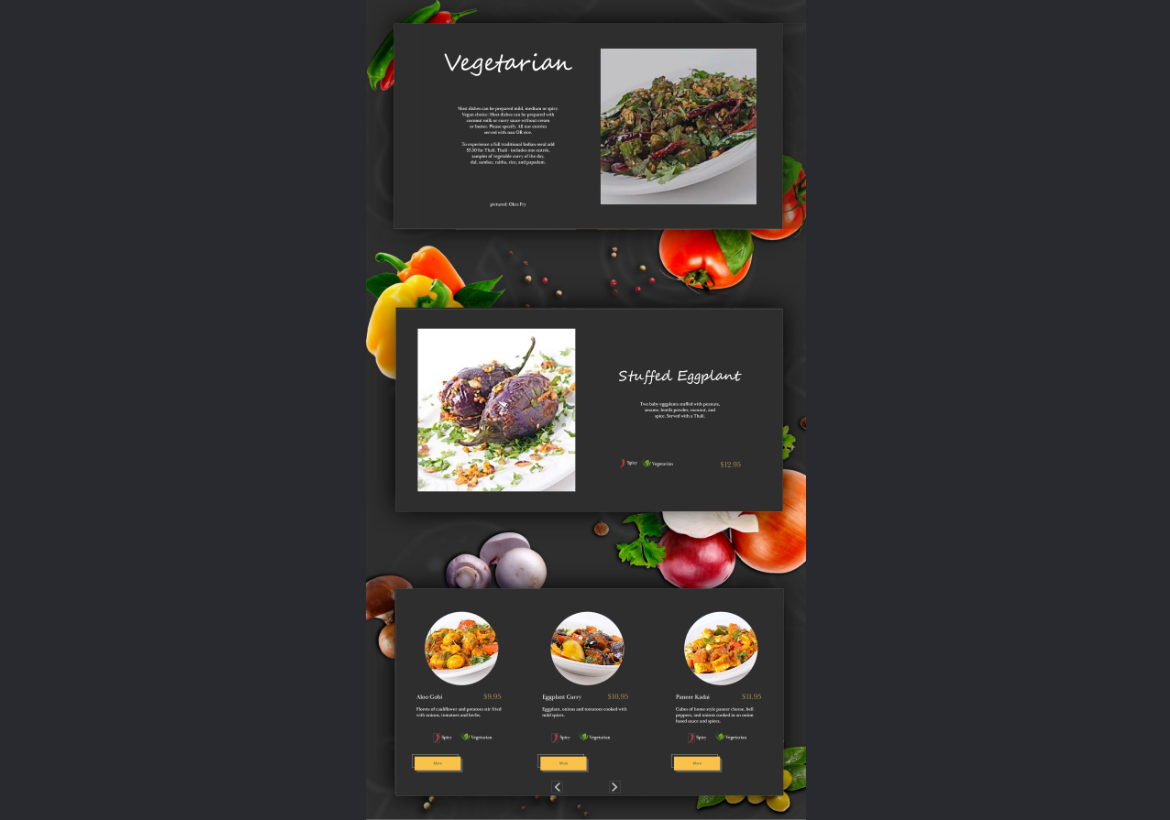 Vegetarian
Most dishes can be prepared mild, medium or spicy.
Vegan choice: Most dishes can be prepared with
coconut milk or curry sauce without cream
or butter. Please specify. All our entrées
served with naan OR rice.
To experience a full traditional Indian meal add
for Thali. Thali - includes one entrée,
samples of vegetable curry of the day,
dal, sambar, raitha, rice, and papadum.
pictured: Okra Fry
Stuffed Eggplant
Two baby eggplants stuffed with peanuts,
sesame, lentils powder, coconut, and
spice. Served with a Thali.
Spicy
Vegetarian
$12.95
Aloo Gobi
$9.95
Florets of cauflower and potatoes stir fried
with onions, tomatoes and herbs.
Spicy
Vegetarian
More
Eggplant Curry
$10.95
Eggplant, onions and tomatoes cooked with
mild spices.
Spicy
Vegetarian
More
Paneer Kadai
$11.95
Cubes of home style paneer cheese, bell
peppers, and onions cooked in an onion
based sauce and spices.
Spicy
Vegetarian
More